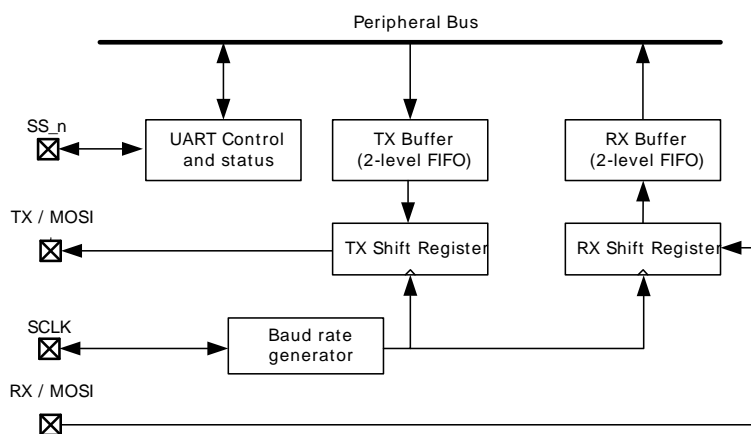 Peripheral Bus
SS_n
UART Control
and status
TX Buffer
(2-level FIFO)
RX Buffer
(2-level FIFO)
TX / MOSI
TX Shift Register
RX Shift Register
SCLK
Baud rate
generator
RX / MOSI